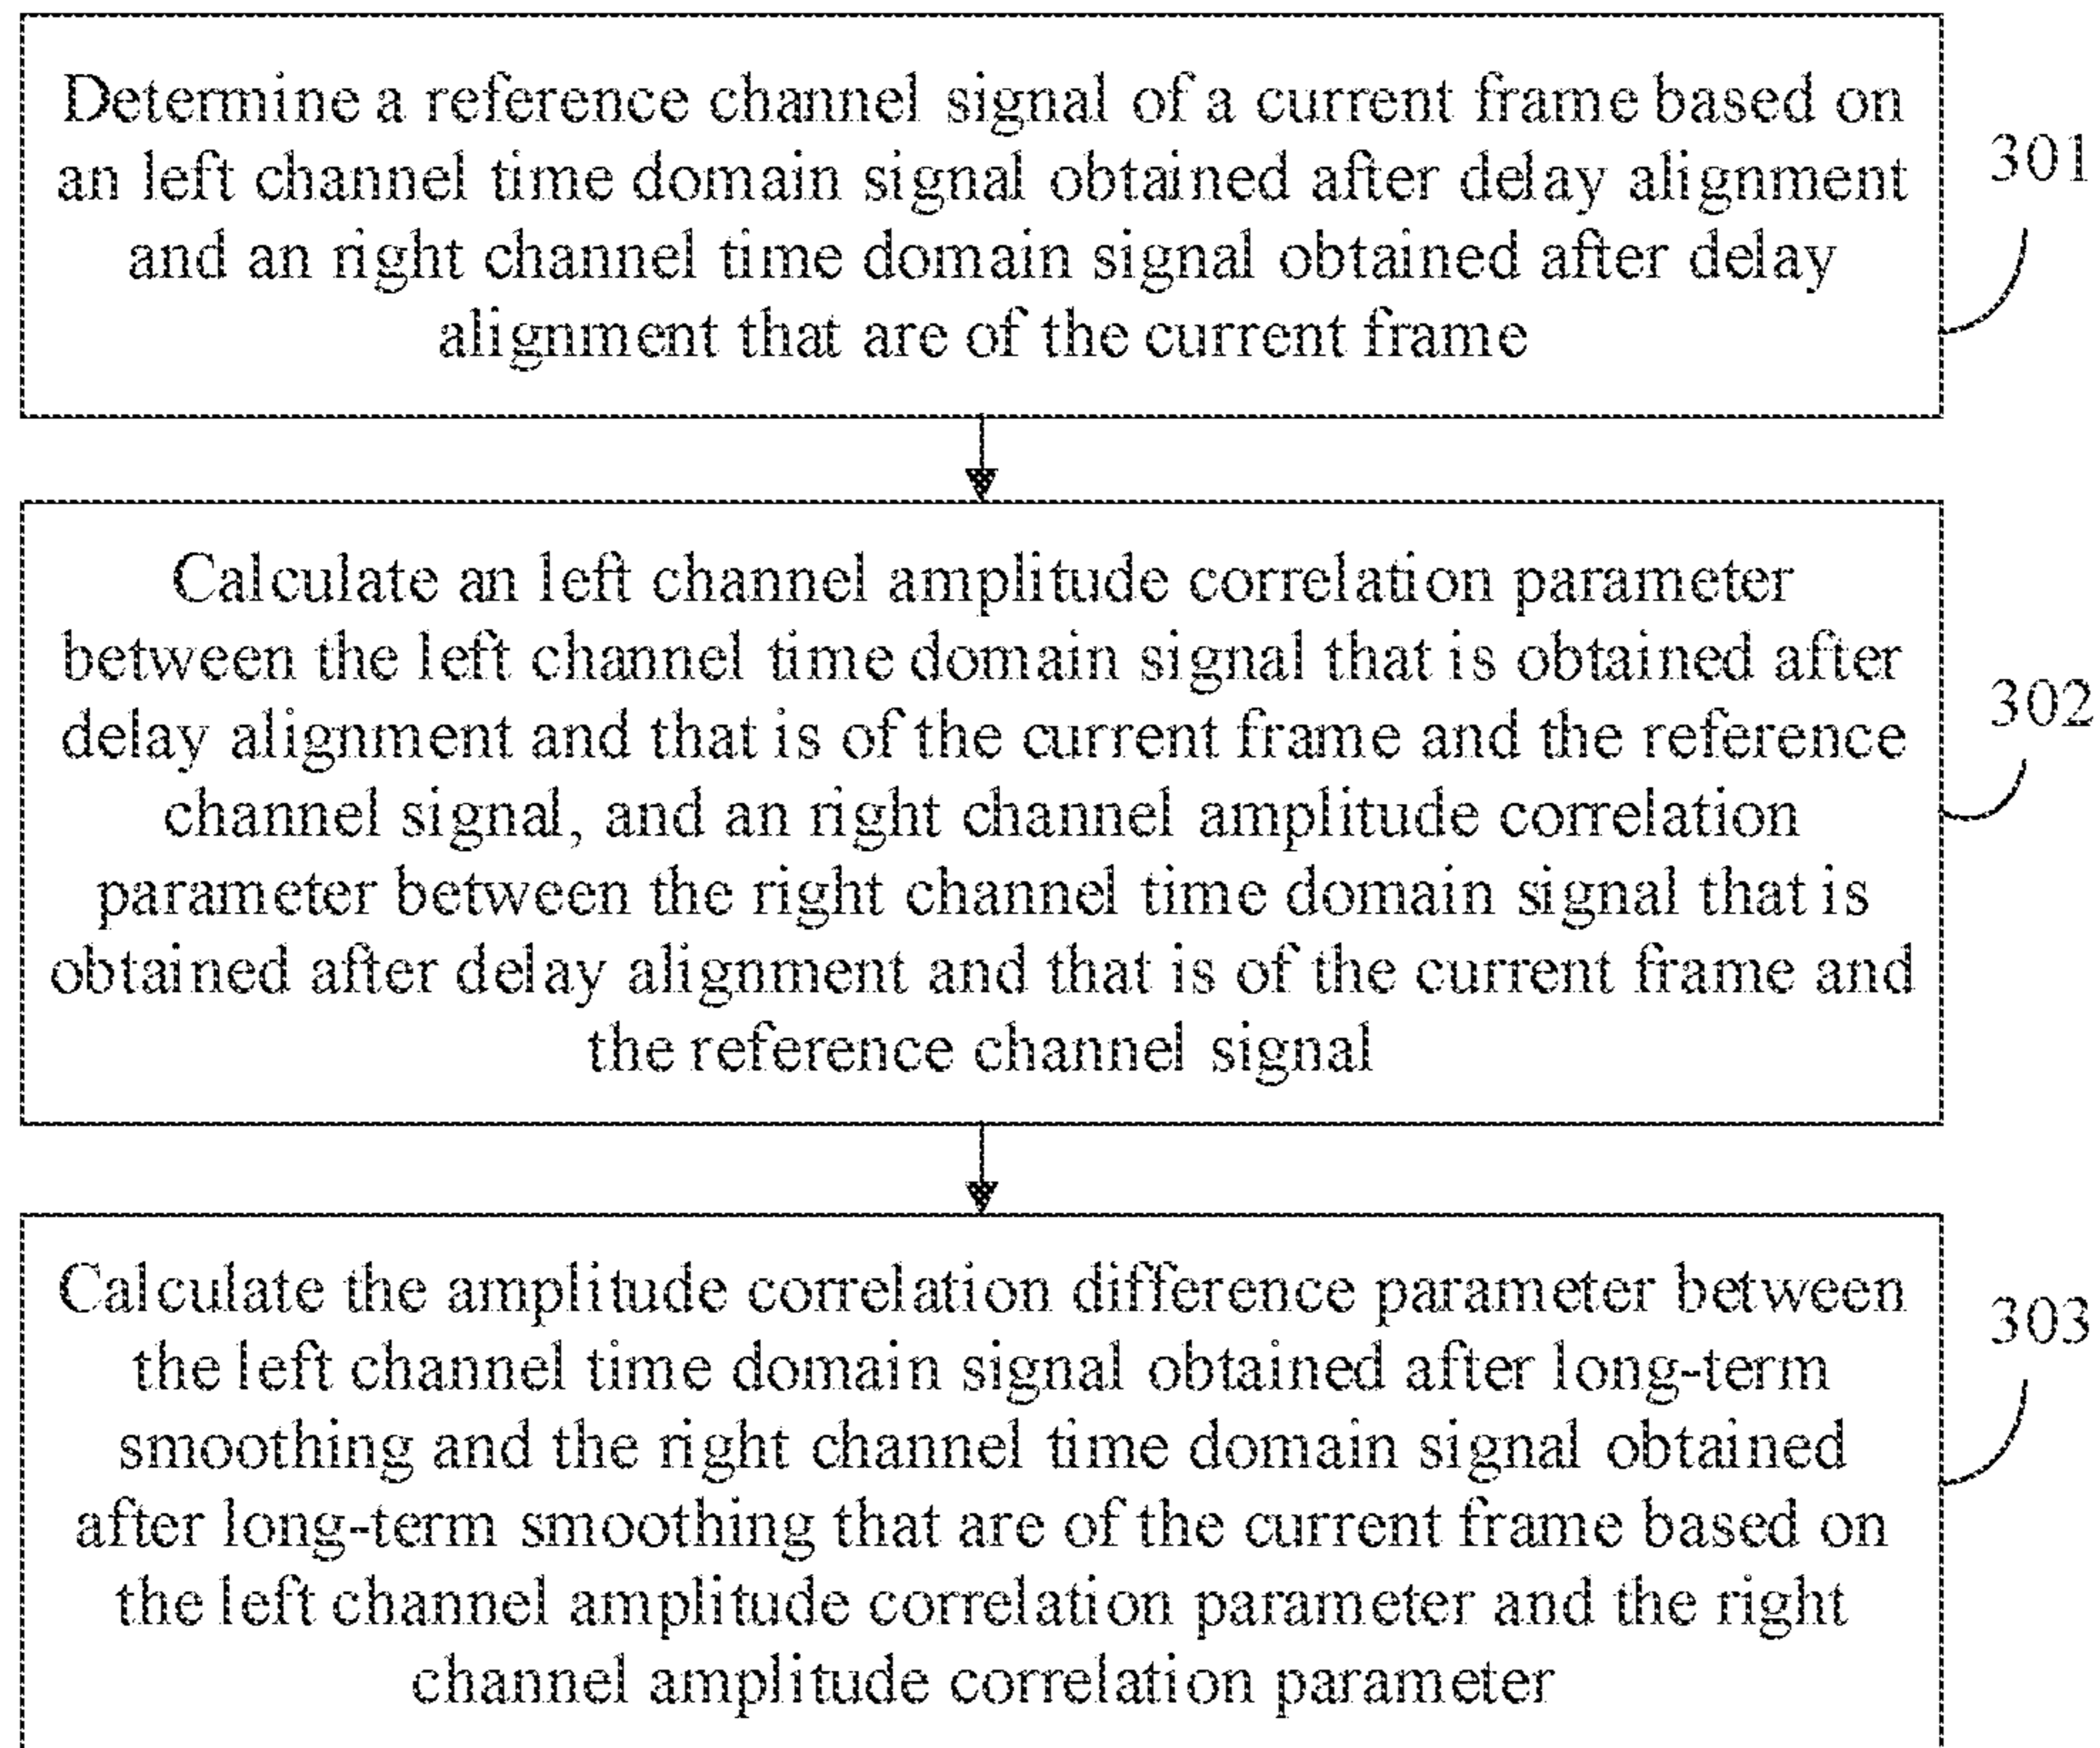 Determine a reference channel signal of a current frame based on
an left channel time domain signal obtained after delay alignment
and an right channel time domain signal obtained after delay
alignment that are of the current frame
301
Calculate an left channel amplitude correlation parameter
between the left channel time domain signal that is obtained after
delay alignment and that is of the current frame and the reference
channel signal, and an right channel amplitude correlation
parameter between the right channel time domain signal that is
obtained after delay alignment and that is of the current frame and
the reference channel signal
302
Calculate the amplitude correlation difference parameter between
the left channel time domain signal obtained after long-term
smoothing and the right channel time domain signal obtained
after long-term smoothing that are of the current frame based on
the left channel amplitude correlation parameter and the right
channel amplitude correlation parameter
303